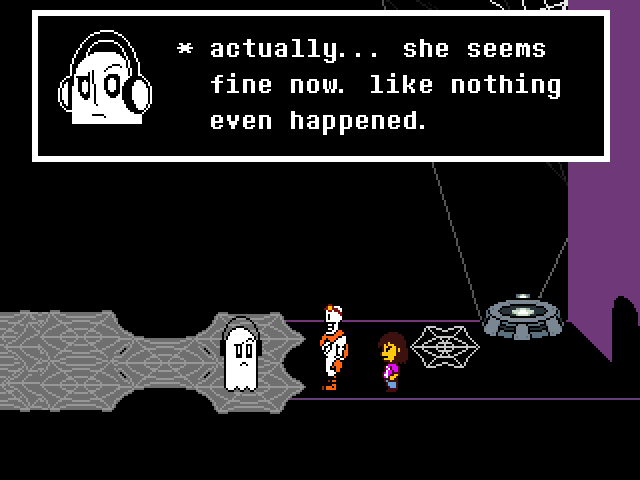 * actually... she seems
fine now. like nothing
even happened.